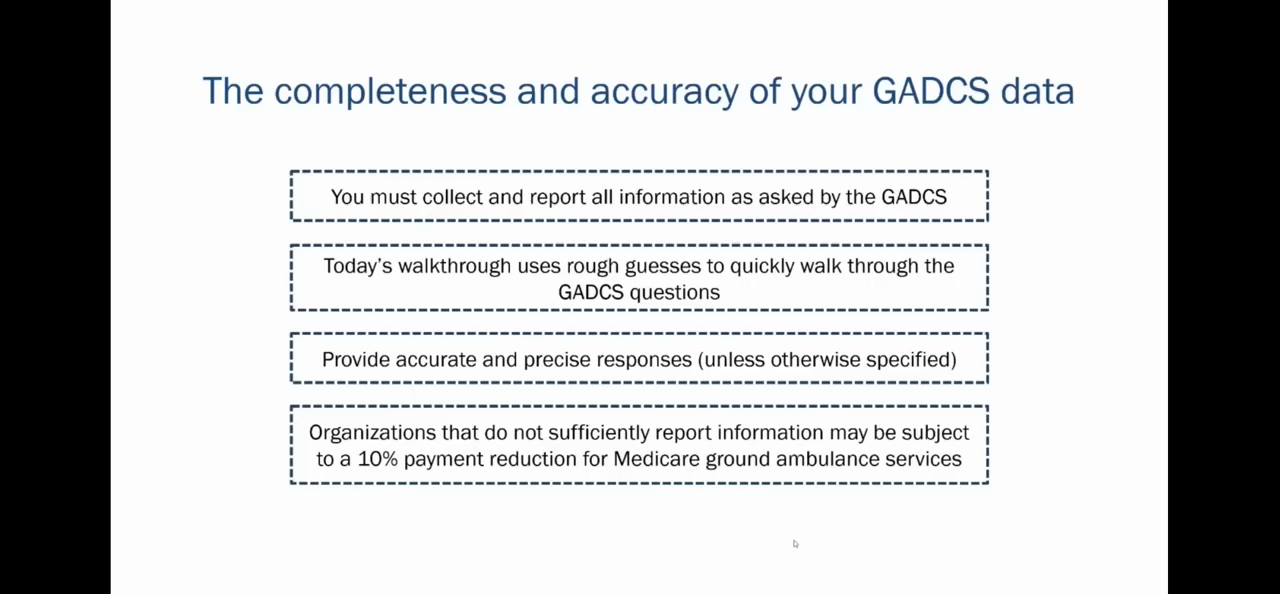 The completeness and accuracy of your GADCS data
You must collect and report all information as asked by the GADCS
Today’s walkthrough uses rough guesses to quickly walk through the
GADCS questions
Provide accurate and precise responses (unless otherwise specified)
Organizations that do not sufficiently report information may be subject
to a 10% payment reduction for Medicare ground ambulance services